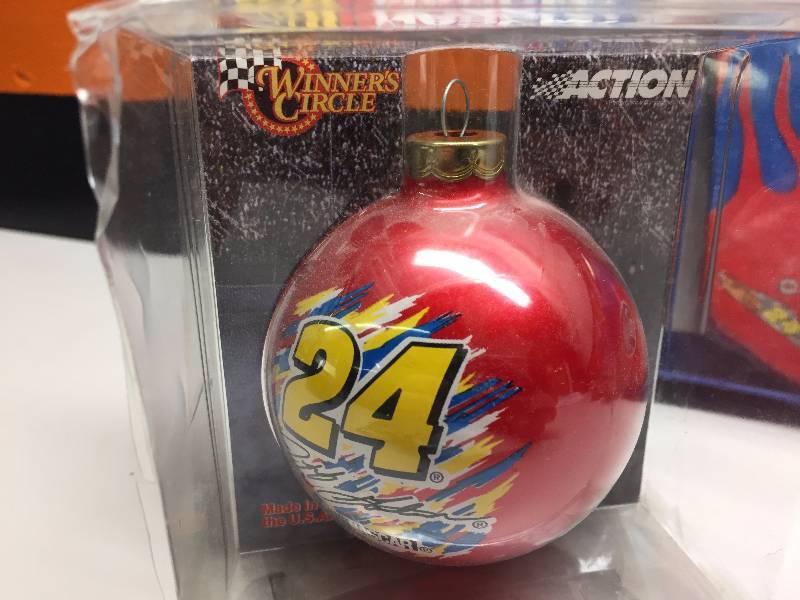 WINNER'S
CIRCLE
ACTION
24
®
®
Made in
the U.S.A.